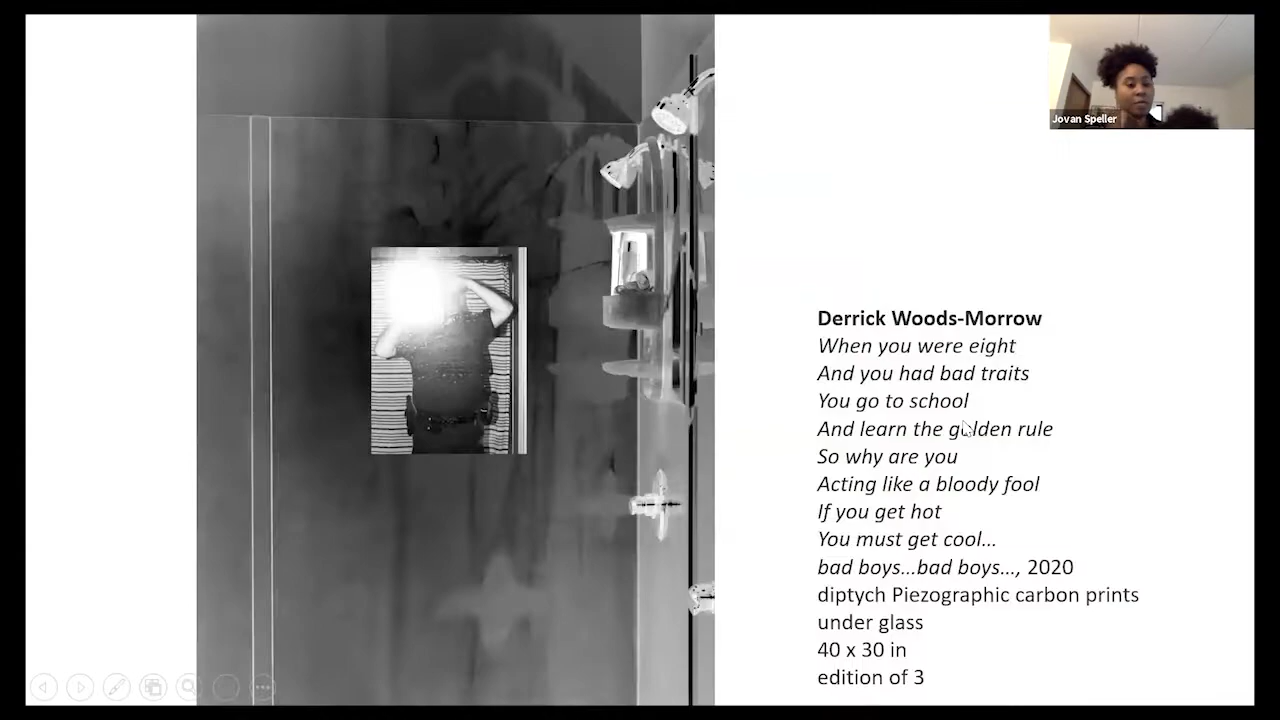 Jovan Speller
Derrick Woods-Morrow
When you were eight
And you had bad traits
You go to school
And learn the golden rule
So why are you
Acting like a bloody fool
If you get hot
You must get cool...
bad boys...bad boys..., 2020
diptych Piezographic carbon prints
under glass
40 x 30 in
edition of 3